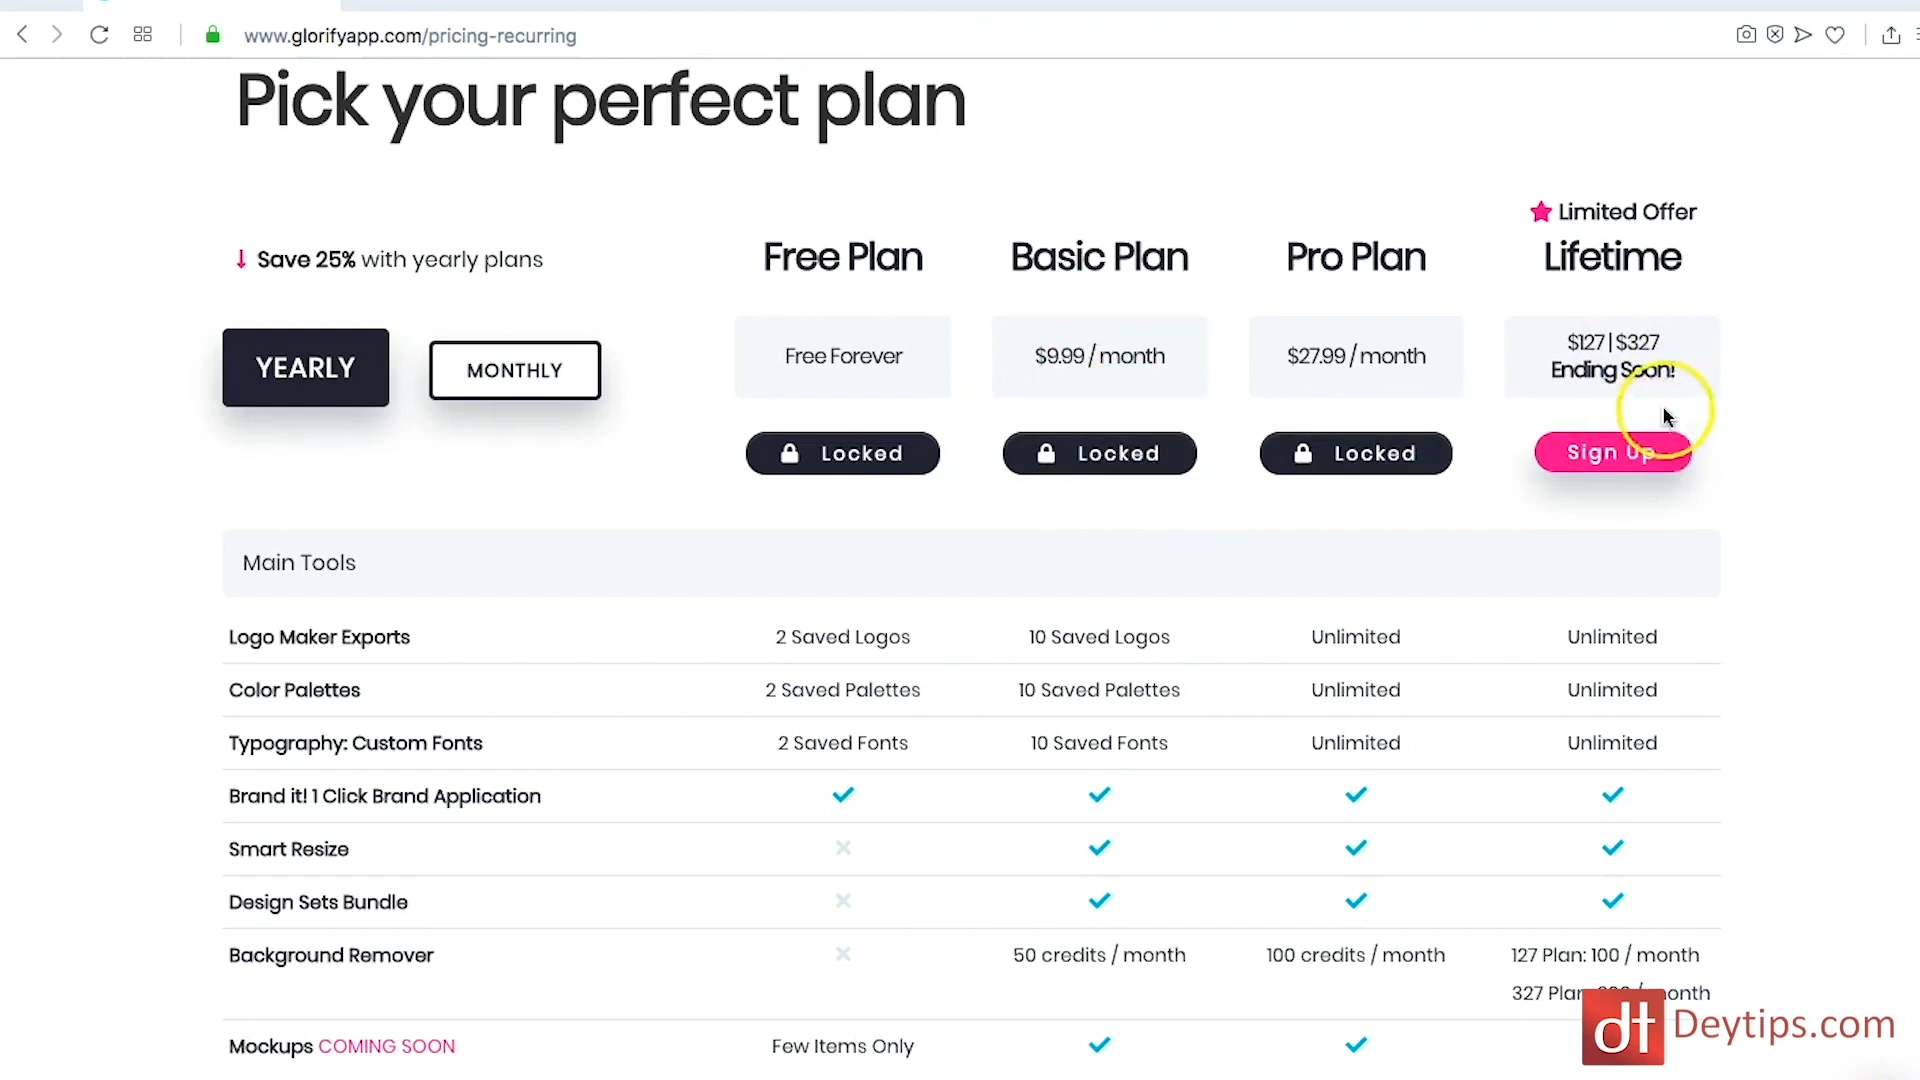 www.glorifyapp.com/pricing-recurring
Pick your perfect plan
Limited Offer
Save 25% with yearly plans
Free Plan
Basic Plan
Pro Plan
Lifetime
YEARLY
MONTHLY
Free Forever
$9.99 / month
$27.99 / month
$127 | $327
Ending Soon!
Locked
Locked
Locked
Sign Up
Main Tools
Logo Maker Exports
2 Saved Logos
10 Saved Logos
Unlimited
Unlimited
Color Palettes
2 Saved Palettes
10 Saved Palettes
Unlimited
Unlimited
Typography: Custom Fonts
2 Saved Fonts
10 Saved Fonts
Unlimited
Unlimited
Brand it! 1 Click Brand Application
Smart Resize
Design Sets Bundle
Background Remover
50 credits / month
100 credits / month
127 Plan: 100 / month
327
Mockups COMING SOON
Few Items Only
dt Deytips.com